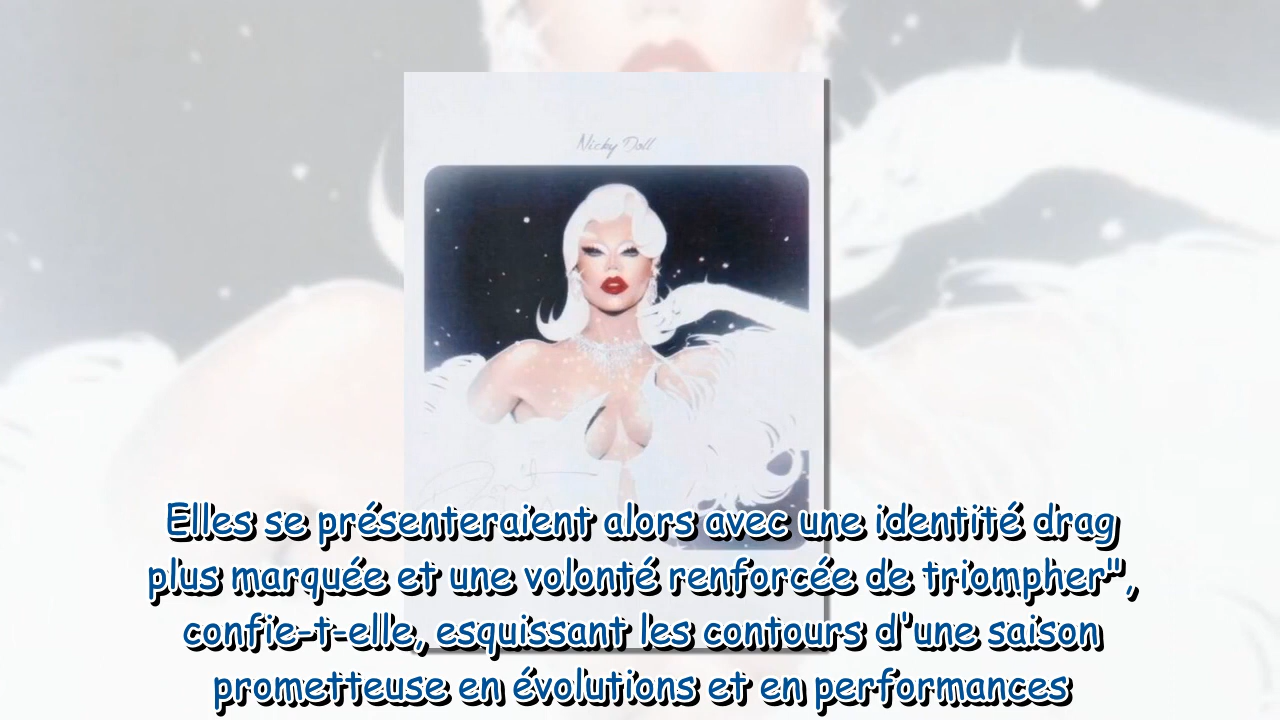 Nicky Doll
Elles se présenteraient alors avec une identité drag
plus marquée et une volonté renforcée de triompher",
confie-t-elle, esquissant les contours d'une saison
prometteuse en évolutions et en performances